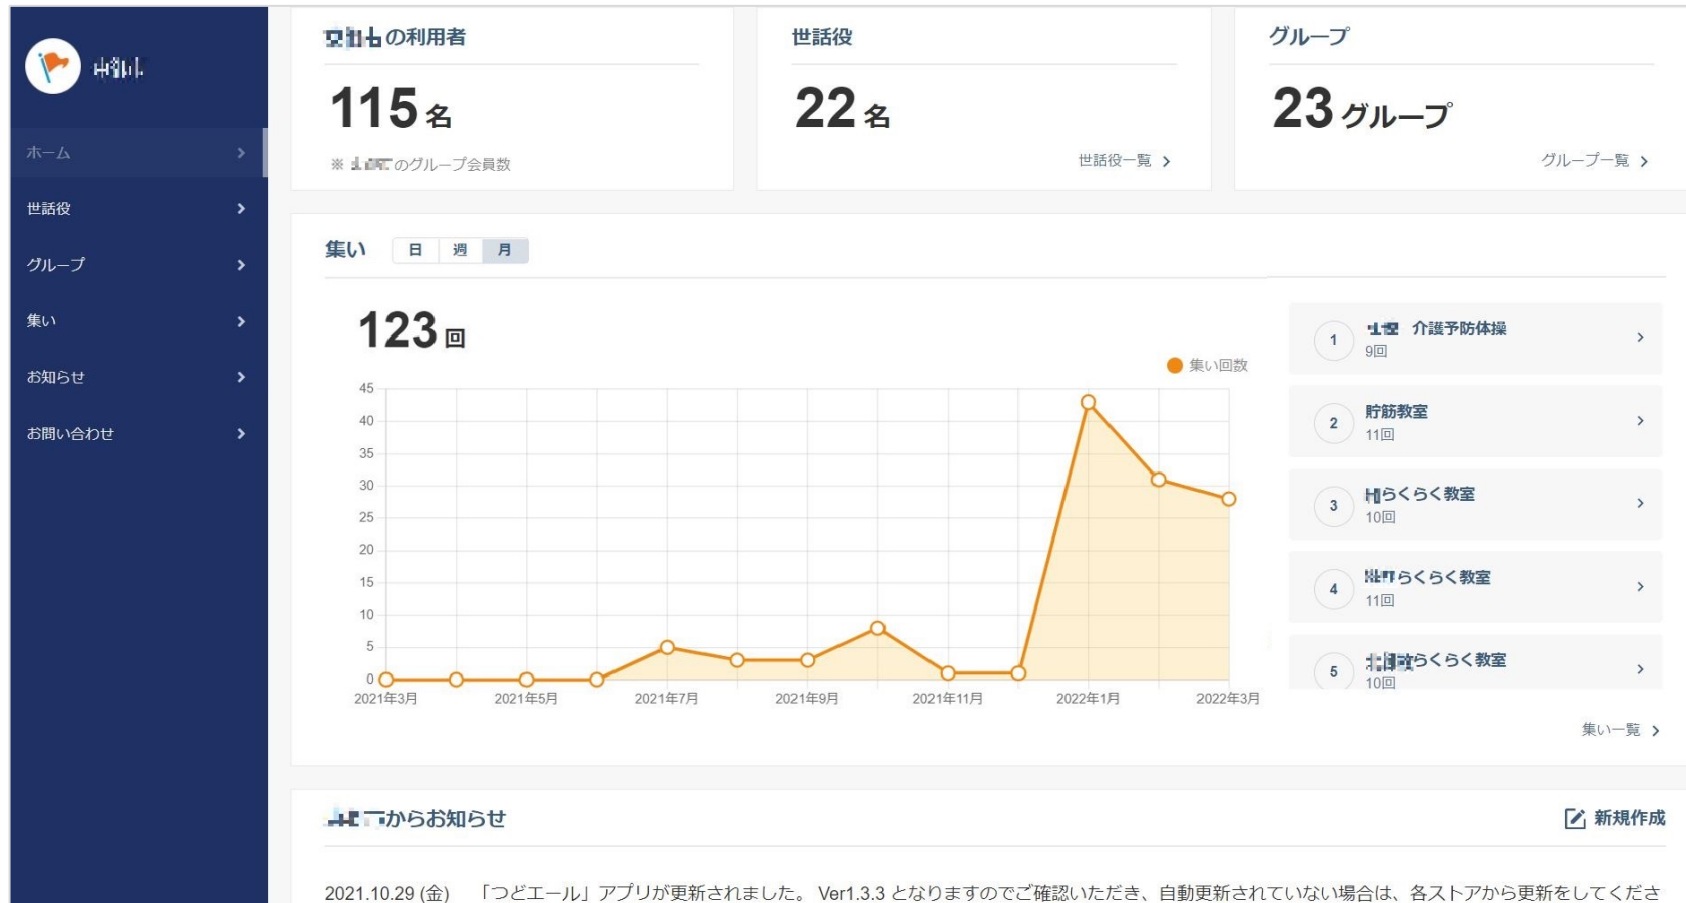 の利用者
115 名
※ のグループ会員数
世話役
22 名
世話役一覧
グループ
23 グループ
グループ一覧
ホーム
世話役
グループ
集い
お知らせ
お問い合わせ
集い 日 週 月
123 回
集い回数
45
40
35
30
25
20
15
10
5
0
2021年3月 2021年5月 2021年7月 2021年9月 2021年11月 2022年1月 2022年3月
1 介護予防体操
9回
2 貯筋教室
11回
3 らくらく教室
10回
4 らくらく教室
11回
5 らくらく教室
10回
集い一覧
からお知らせ
新規作成
2021.10.29 (金) 「つどエール」アプリが更新されました。 Ver1.3.3 となりますのでご確認いただき、自動更新されていない場合は、各ストアから更新をしてくださ